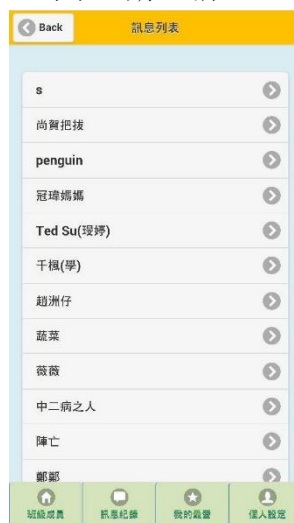 Back
訊息列表
s
尚賀把拔
penguin
冠瑋媽媽
Ted Su(瑷婷)
千楓(學)
趙洲仔
蔬菜
薇薇
中二病之人
陣亡
鄭鄭
班級成員
訊息紀錄
我的最愛
個人設定